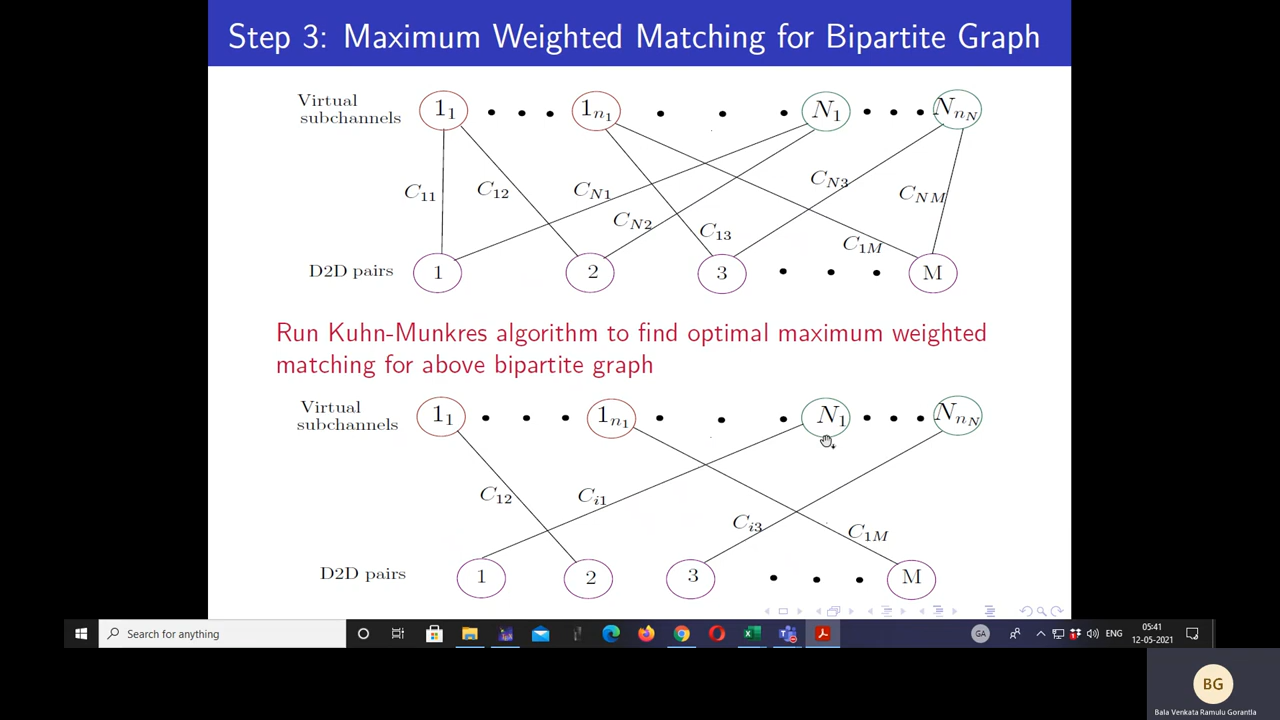 Step 3: Maximum Weighted Matching for Bipartite Graph
Virtual
subchannels
1₁ 1ₙ₁ N₁ Nₙ_N
C₁₁ C₁₂ C_N1 C_N2 C₁₃ C_N3 C_1M C_NM
D2D pairs 1 2 3 M
Run Kuhn-Munkres algorithm to find optimal maximum weighted
matching for above bipartite graph
Virtual
subchannels
1₁ 1ₙ₁ N₁ Nₙ_N
C₁₂ C_i1 C_i3 C_1M
D2D pairs 1 2 3 M
Search for anything
GA
ENG
05:41
12-05-2021
BG
Bala Venkata Ramulu Gorantla